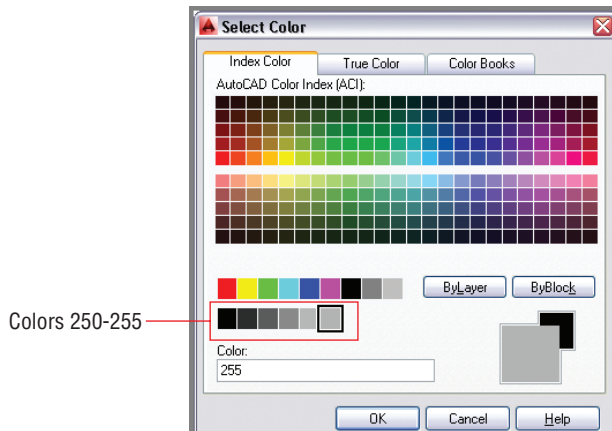 Select Color
Index Color True Color Color Books
AutoCAD Color Index (ACI):
ByLayer ByBlock
Colors 250-255
Color:
255
OK Cancel Help